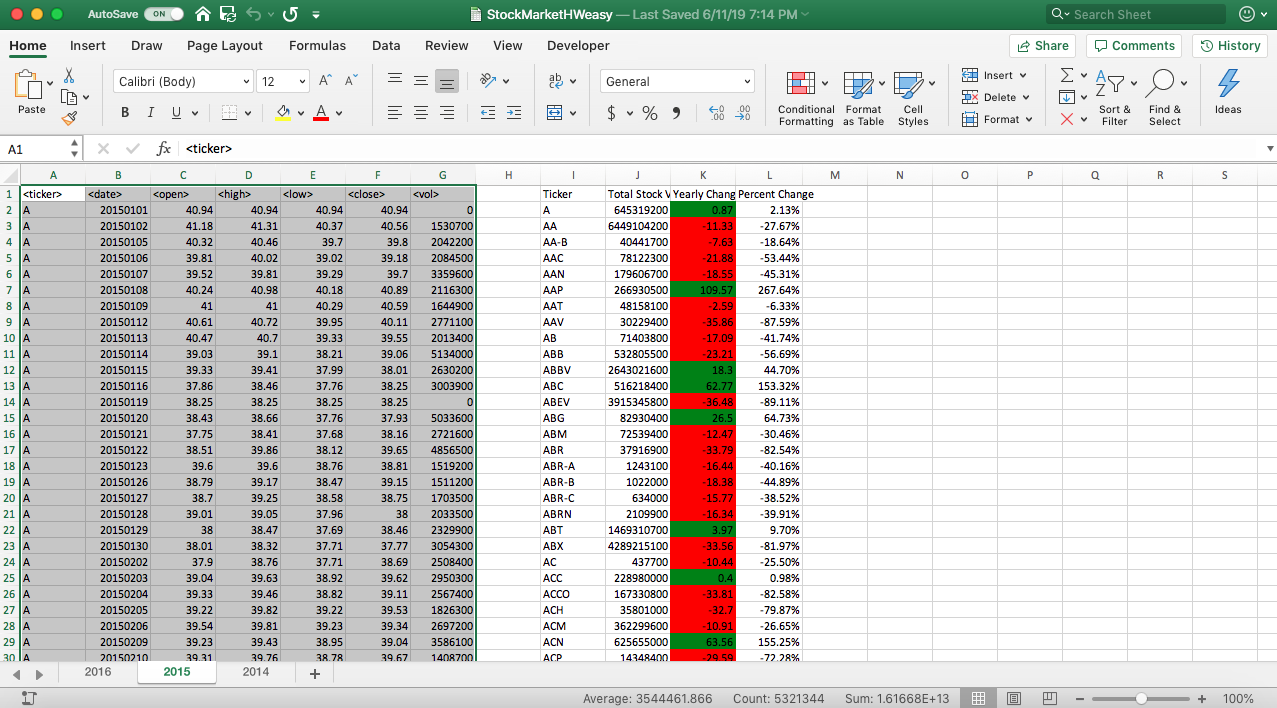 AutoSave ON StockMarketHWeasy — Last Saved 6/11/19 7:14 PM Search Sheet
Home Insert Draw Page Layout Formulas Data Review View Developer Share Comments History
Paste Calibri (Body) 12 A^ Aˇ ab General Conditional Formatting Format as Table Cell Styles Insert Delete Format Sort & Filter Find & Select Ideas
B I U A $ % .00
A1 fx <ticker>
A B C D E F G H I J K L M N O P Q R S
1 <ticker> <date> <open> <high> <low> <close> <vol> Ticker Total Stock V Yearly Chang Percent Change
2 A 20150101 40.94 40.94 40.94 40.94 0 A 645319200 0.87 2.13%
3 A 20150102 41.18 41.31 40.37 40.56 1530700 AA 6449104200 -11.33 -27.67%
4 A 20150105 40.32 40.46 39.7 39.8 2042200 AA-B 40441700 -7.63 -18.64%
5 A 20150106 39.81 40.02 39.02 39.18 2084500 AAC 78122300 -21.88 -53.44%
6 A 20150107 39.52 39.81 39.29 39.7 3359600 AAN 179606700 -18.55 -45.31%
7 A 20150108 40.24 40.98 40.18 40.89 2116300 AAP 266930500 109.57 267.64%
8 A 20150109 41 41 40.29 40.59 1644900 AAT 48158100 -2.59 -6.33%
9 A 20150112 40.61 40.72 39.95 40.11 2771100 AAV 30229400 -35.86 -87.59%
10 A 20150113 40.47 40.7 39.33 39.55 2013400 AB 71403800 -17.09 -41.74%
11 A 20150114 39.03 39.1 38.21 39.06 5134000 ABB 532805500 -23.21 -56.69%
12 A 20150115 39.33 39.41 37.99 38.01 2630200 ABBV 2643021600 18.3 44.70%
13 A 20150116 37.86 38.46 37.76 38.25 3003900 ABC 516218400 62.77 153.32%
14 A 20150119 38.25 38.25 38.25 38.25 0 ABEV 3915345800 -36.48 -89.11%
15 A 20150120 38.43 38.66 37.76 37.93 5033600 ABG 82930400 26.5 64.73%
16 A 20150121 37.75 38.41 37.68 38.16 2721600 ABM 72539400 -12.47 -30.46%
17 A 20150122 38.51 39.86 38.12 39.65 4856500 ABR 37916900 -33.79 -82.54%
18 A 20150123 39.6 39.6 38.76 38.81 1519200 ABR-A 1243100 -16.44 -40.16%
19 A 20150126 38.79 39.17 38.47 39.15 1511200 ABR-B 1022000 -18.38 -44.89%
20 A 20150127 38.7 39.25 38.58 38.75 1703500 ABR-C 634000 -15.77 -38.52%
21 A 20150128 39.01 39.05 37.96 38 2033500 ABRN 2109900 -16.34 -39.91%
22 A 20150129 38 38.47 37.69 38.46 2329900 ABT 1469310700 3.97 9.70%
23 A 20150130 38.01 38.32 37.71 37.77 3054300 ABX 4289215100 -33.56 -81.97%
24 A 20150202 37.9 38.76 37.71 38.69 2508400 AC 437700 -10.44 -25.50%
25 A 20150203 39.04 39.63 38.92 39.62 2950300 ACC 228980000 0.4 0.98%
26 A 20150204 39.33 39.46 38.82 39.11 2567400 ACCO 167330800 -33.81 -82.58%
27 A 20150205 39.22 39.82 39.22 39.53 1826300 ACH 35801000 -32.7 -79.87%
28 A 20150206 39.54 39.81 39.23 39.34 2697200 ACM 362299600 -10.91 -26.65%
29 A 20150209 39.23 39.43 38.95 39.04 3586100 ACN 625655000 63.56 155.25%
30 A 20150210 39.31 39.76 38.78 39.67 1408700 ACP 14348400 -29.59 -72.28%
2016 2015 2014 +
Average: 3544461.866 Count: 5321344 Sum: 1.61668E+13 100%